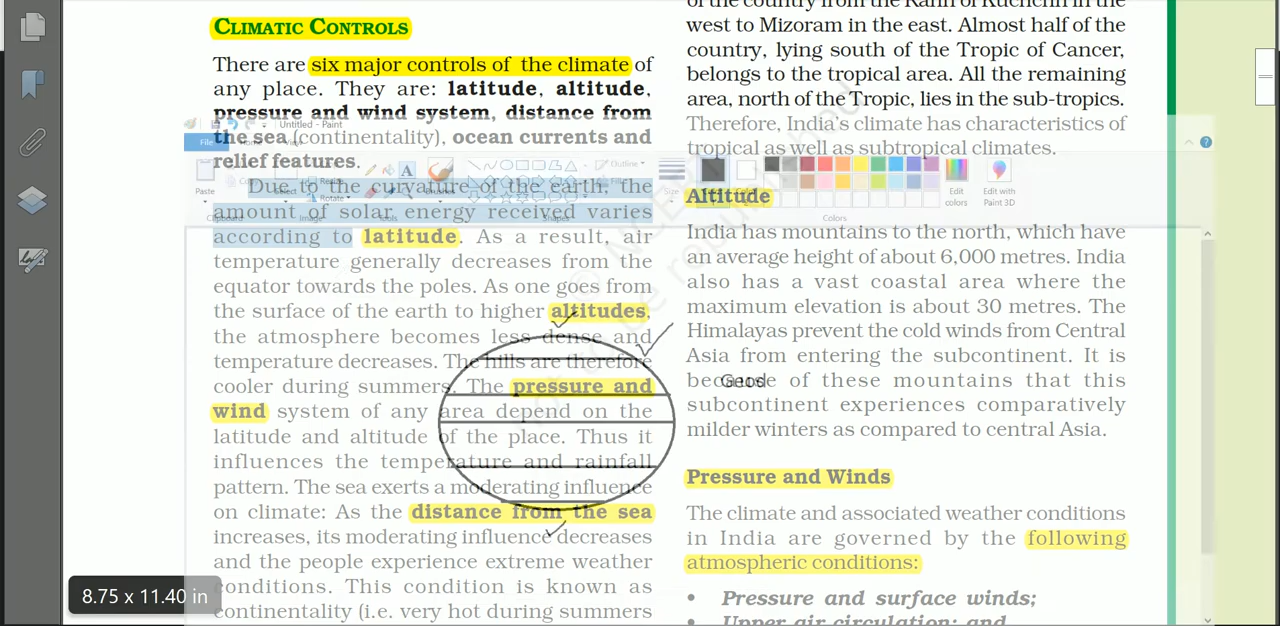 CLIMATIC CONTROLS
There are six major controls of the climate of
any place. They are: latitude, altitude,
pressure and wind system, distance from
the sea (continentality), ocean currents and
relief features.
Due to the curvature of the earth, the
amount of solar energy received varies
according to latitude. As a result, air
temperature generally decreases from the
equator towards the poles. As one goes from
the surface of the earth to higher altitudes,
the atmosphere becomes less dense and
temperature decreases. The hills are therefore
cooler during summers. The pressure and
wind system of any area depend on the
latitude and altitude of the place. Thus it
influences the temperature and rainfall
pattern. The sea exerts a moderating influence
on climate: As the distance from the sea
increases, its moderating influence decreases
and the people experience extreme weather
conditions. This condition is known as
continentality (i.e. very hot during summers
of the country from the Rann of Kuchchh in the
west to Mizoram in the east. Almost half of the
country, lying south of the Tropic of Cancer,
belongs to the tropical area. All the remaining
area, north of the Tropic, lies in the sub-tropics.
Therefore, India's climate has characteristics of
tropical as well as subtropical climates.
Altitude
India has mountains to the north, which have
an average height of about 6,000 metres. India
also has a vast coastal area where the
maximum elevation is about 30 metres. The
Himalayas prevent the cold winds from Central
Asia from entering the subcontinent. It is
because of these mountains that this
subcontinent experiences comparatively
milder winters as compared to central Asia.
Pressure and Winds
The climate and associated weather conditions
in India are governed by the following
atmospheric conditions:
• Pressure and surface winds;
• Upper air circulation; and
Untitled - Paint
File
Paste
Clipboard
Resize
Rotate
Image
Tools
Shapes
Outline
Size
Edit
colors
Edit with
Paint 3D
Colors
Geos
8.75 x 11.40 in